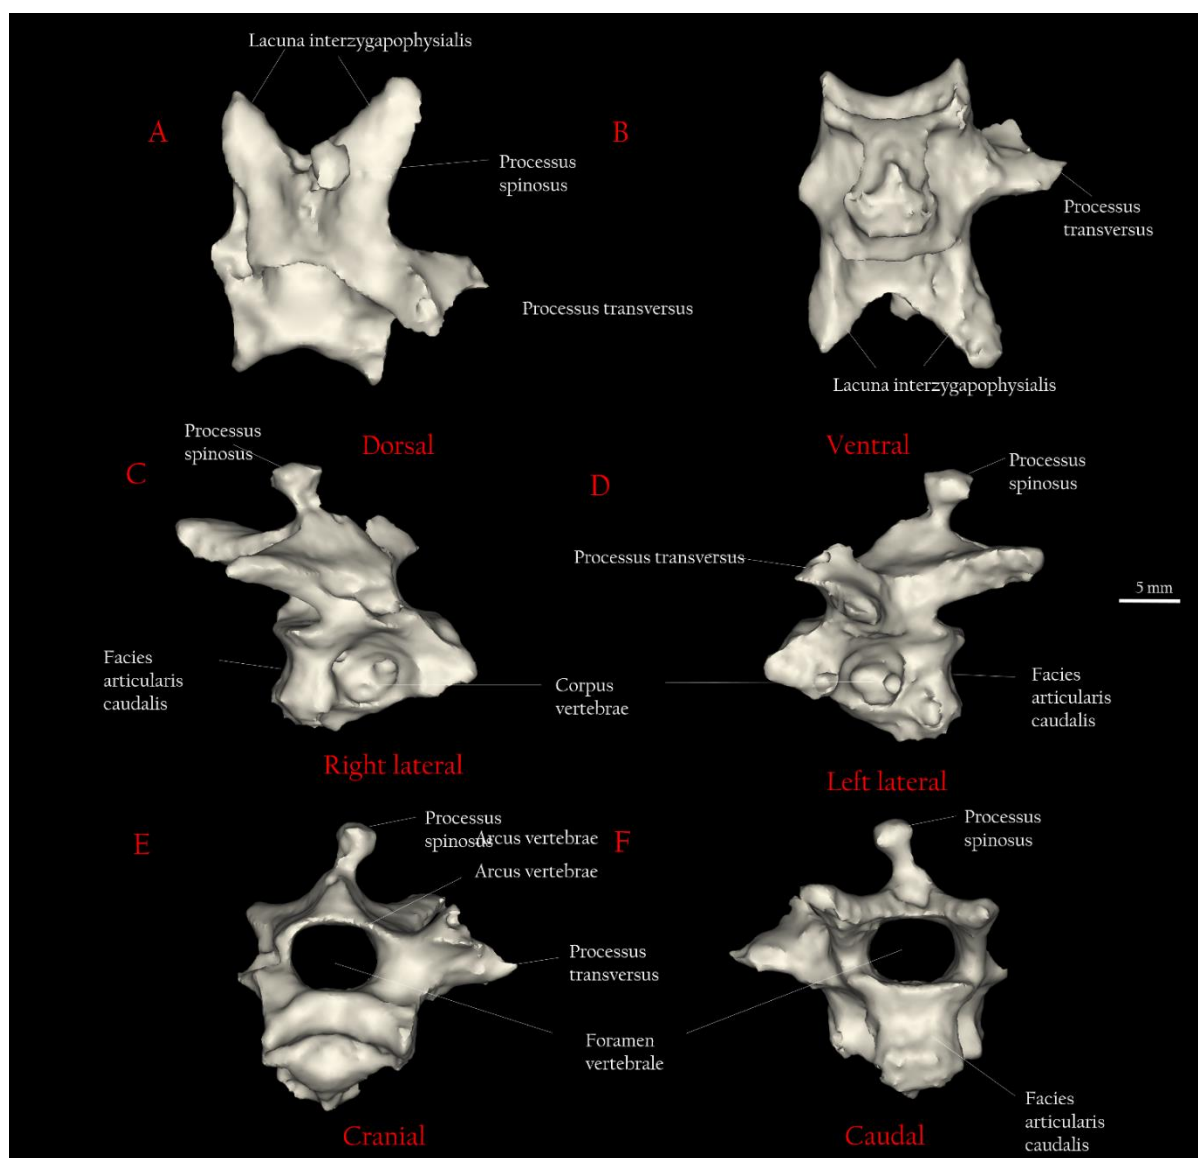 Lacuna interzygapophysialis
A
B
Processus
spinosus
Processus
transversus
Processus transversus
Lacuna interzygapophysialis
Dorsal
Ventral
Processus
spinosus
C
D
Processus
spinosus
Processus transversus
5 mm
Facies
articularis
caudalis
Corpus
vertebrae
Facies
articularis
caudalis
Right lateral
Left lateral
E
F
Processus
spinosus
Arcus vertebrae
Arcus vertebrae
Processus
spinosus
Processus
transversus
Foramen
vertebrale
Facies
articularis
caudalis
Cranial
Caudal